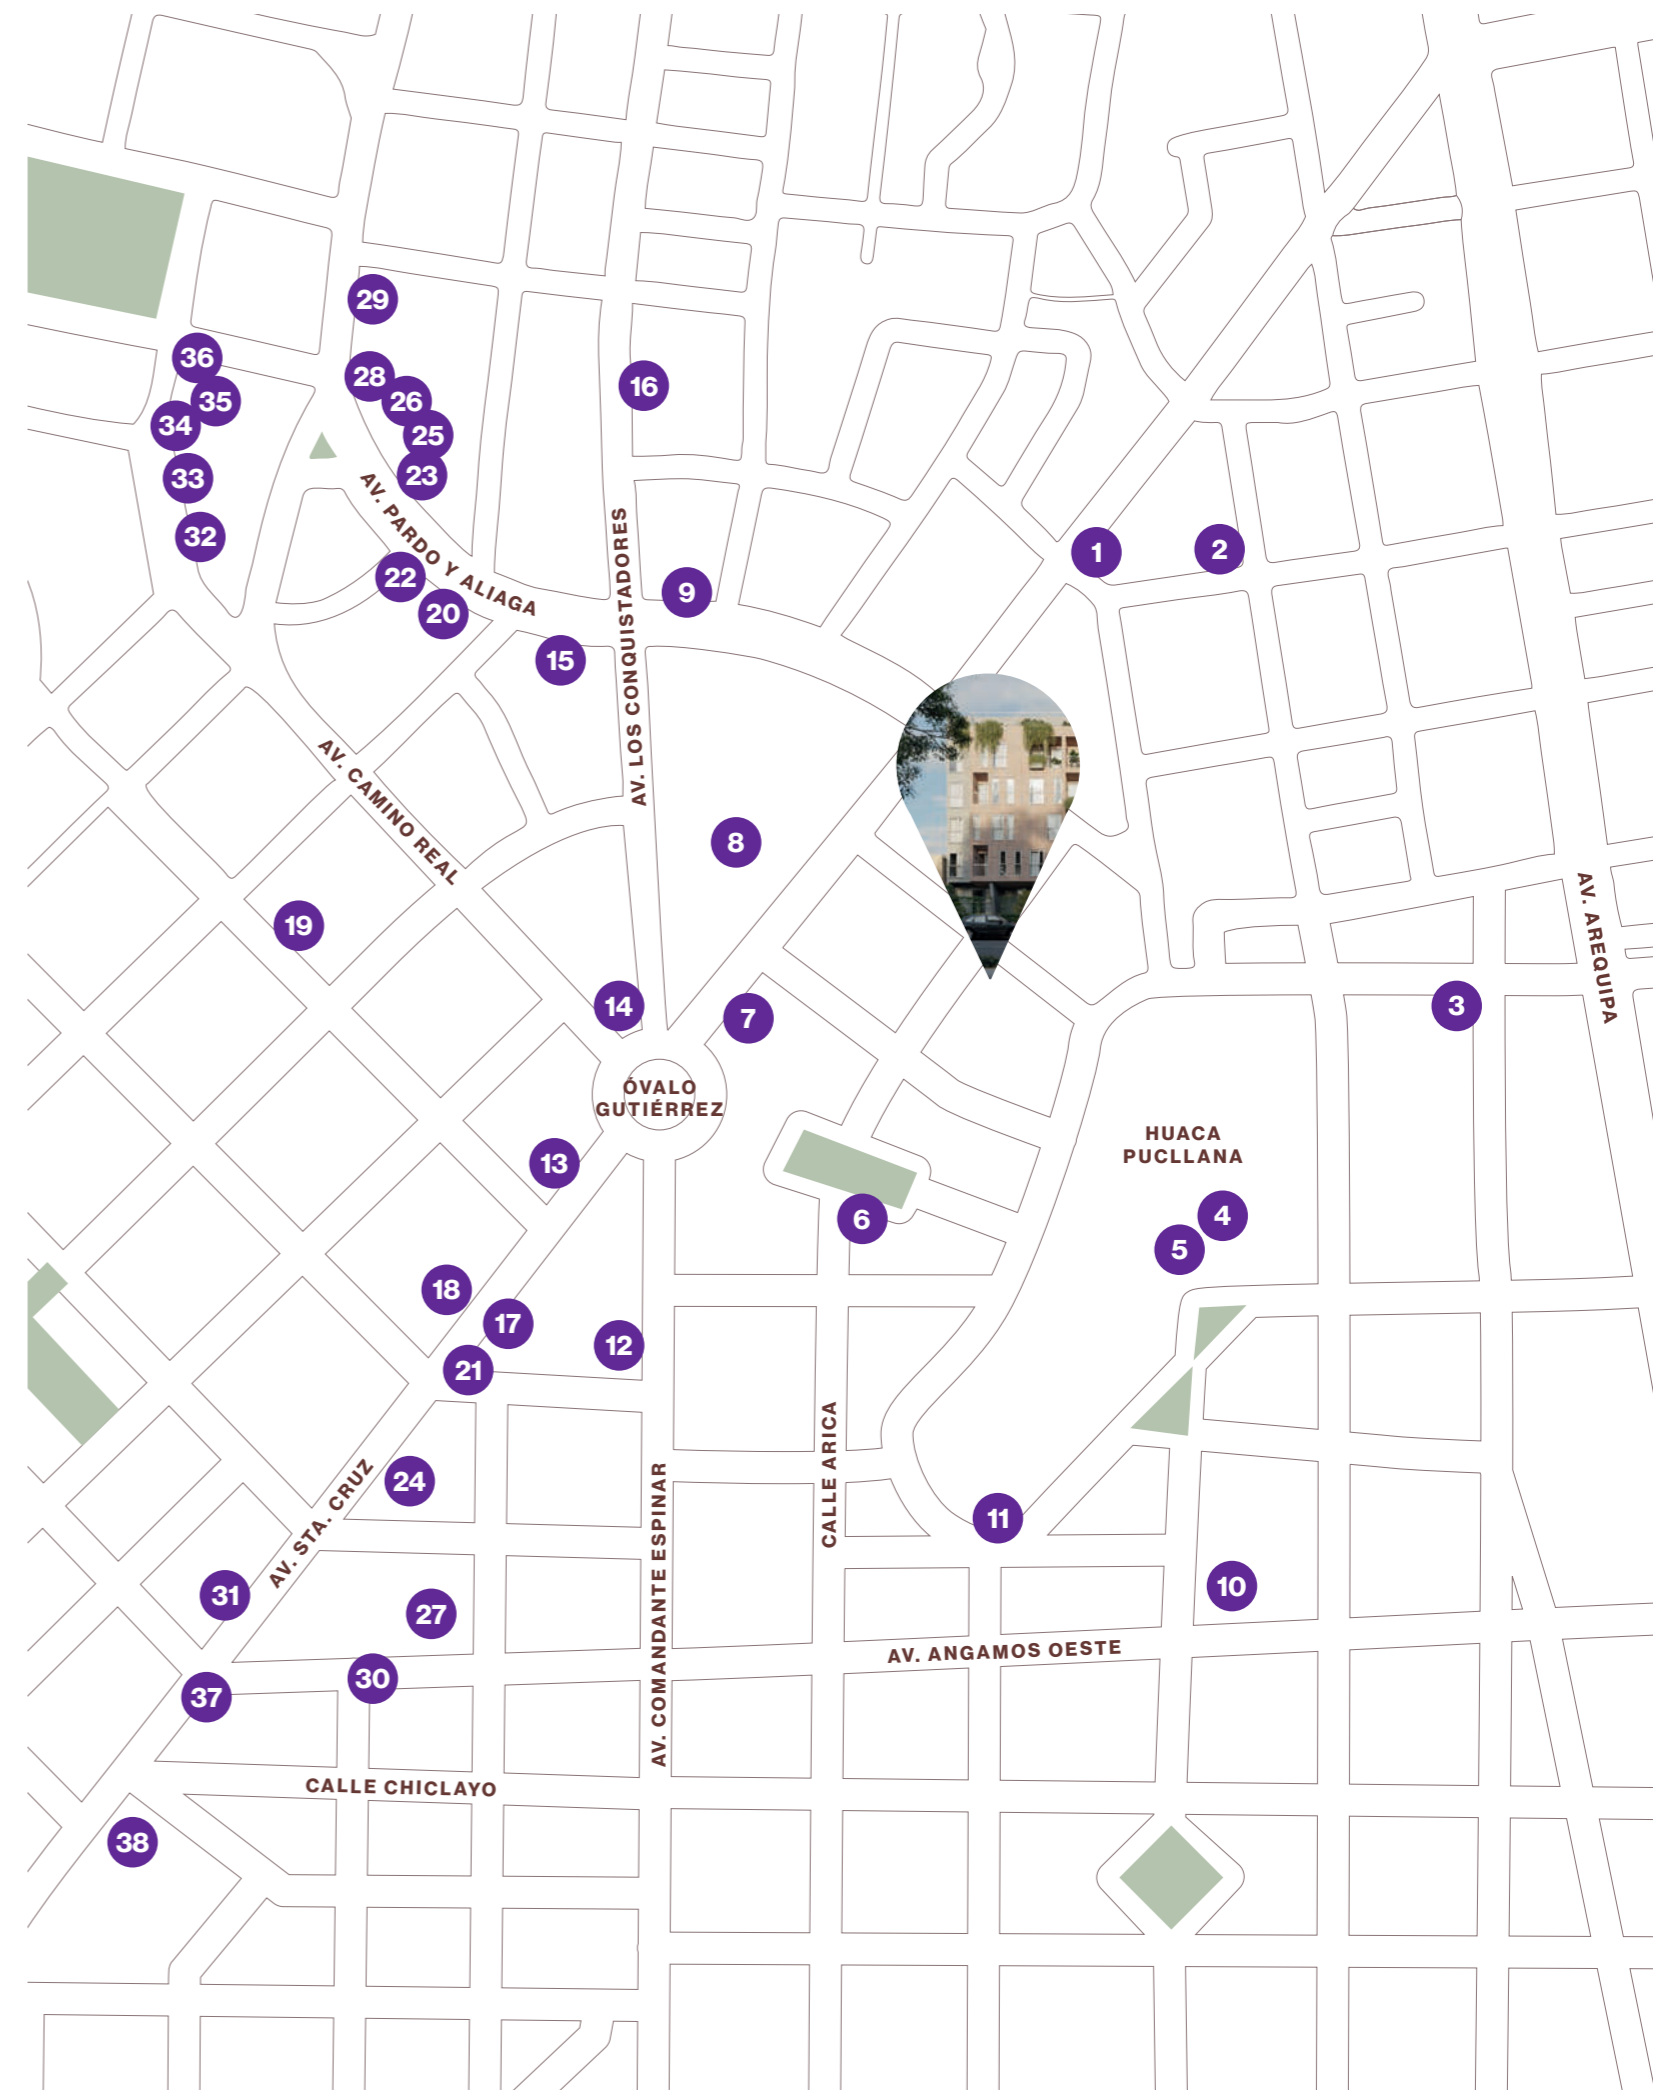 29
36
28
16
35
26
34
25
23
33
32
AV. PARDO Y ALIAGA
AV. LOS CONQUISTADORES
1
2
22
9
20
15
AV. CAMINO REAL
8
19
AV. AREQUIPA
14
7
3
ÓVALO
GUTIÉRREZ
HUACA
PUCLLANA
13
6
4
5
18
17
12
21
24
AV. STA. CRUZ
CALLE ARICA
AV. COMANDANTE ESPINAR
11
31
27
10
AV. ANGAMOS OESTE
30
37
CALLE CHICLAYO
38